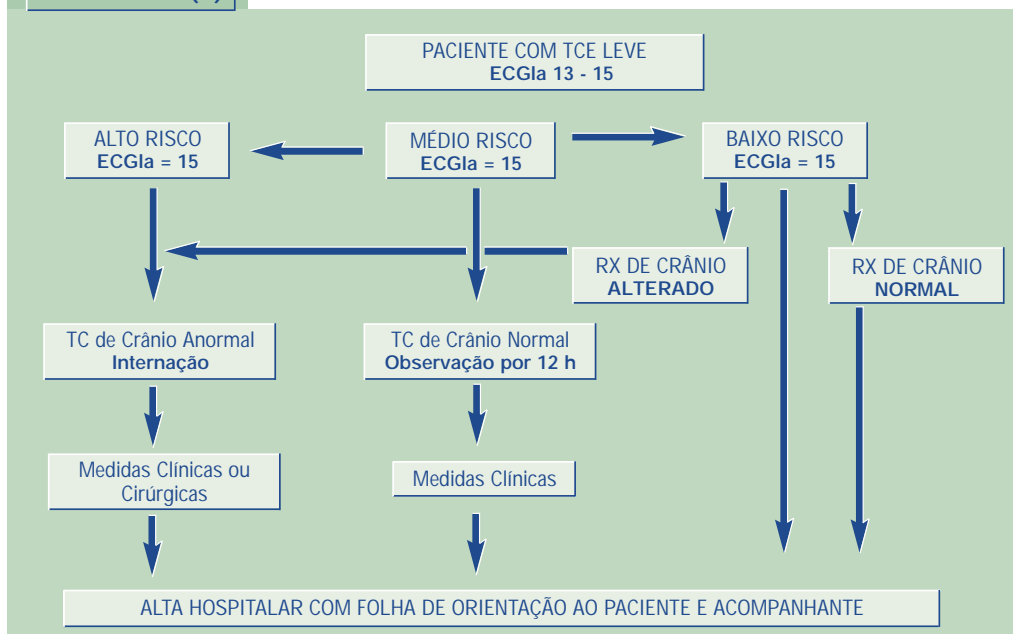 PACIENTE COM TCE LEVE
ECGla 13 - 15
ALTO RISCO
ECGla = 15
MÉDIO RISCO
ECGla = 15
BAIXO RISCO
ECGla = 15
RX DE CRÂNIO
ALTERADO
RX DE CRÂNIO
NORMAL
TC de Crânio Anormal
Internação
TC de Crânio Normal
Observação por 12 h
Medidas Clínicas ou
Cirúrgicas
Medidas Clínicas
ALTA HOSPITALAR COM FOLHA DE ORIENTAÇÃO AO PACIENTE E ACOMPANHANTE